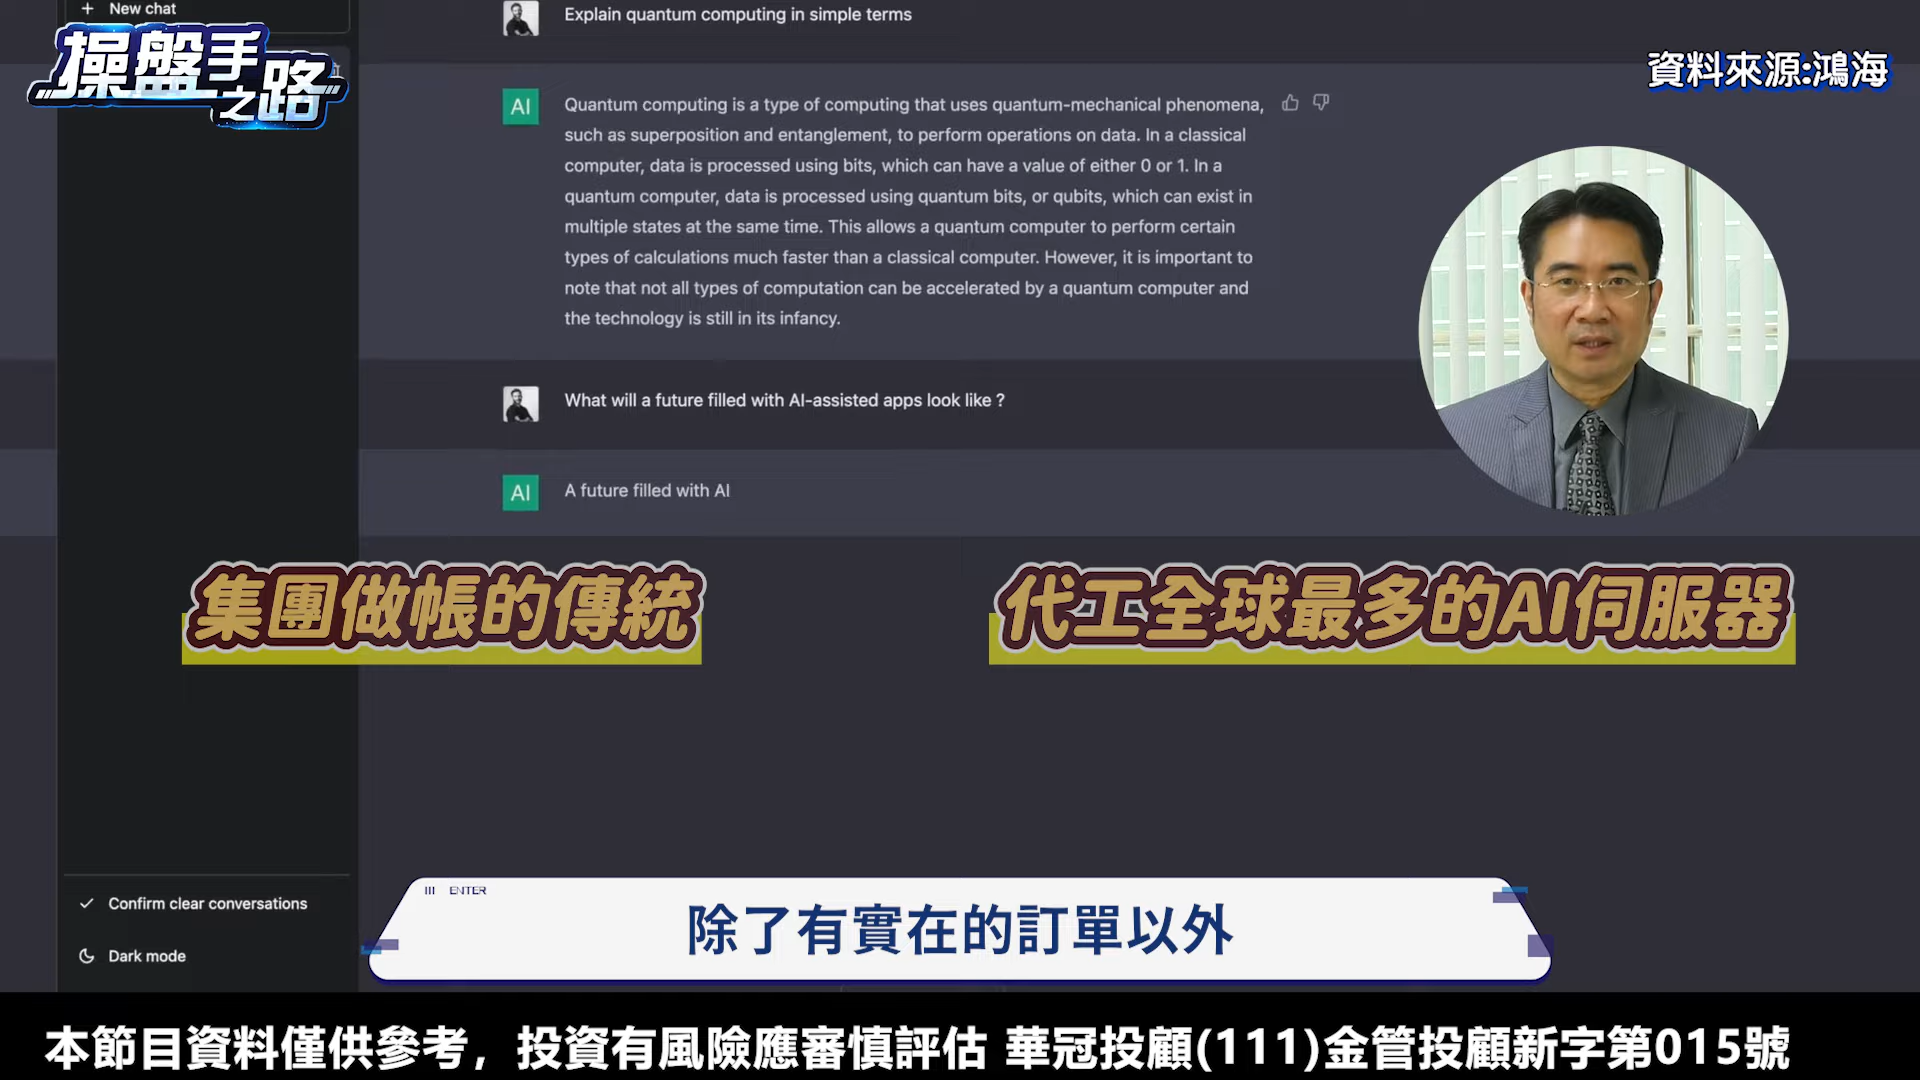 New chat
操盤手之路
資料來源:鴻海
Explain quantum computing in simple terms
AI
Quantum computing is a type of computing that uses quantum-mechanical phenomena,
such as superposition and entanglement, to perform operations on data. In a classical
computer, data is processed using bits, which can have a value of either 0 or 1. In a
quantum computer, data is processed using quantum bits, or qubits, which can exist in
multiple states at the same time. This allows a quantum computer to perform certain
types of calculations much faster than a classical computer. However, it is important to
note that not all types of computation can be accelerated by a quantum computer and
the technology is still in its infancy.
What will a future filled with AI-assisted apps look like ?
AI
A future filled with AI
集團做帳的傳統
代工全球最多的AI伺服器
Confirm clear conversations
Dark mode
ENTER
除了有實在的訂單以外
本節目資料僅供參考，投資有風險應審慎評估 華冠投顧(111)金管投顧新字第015號